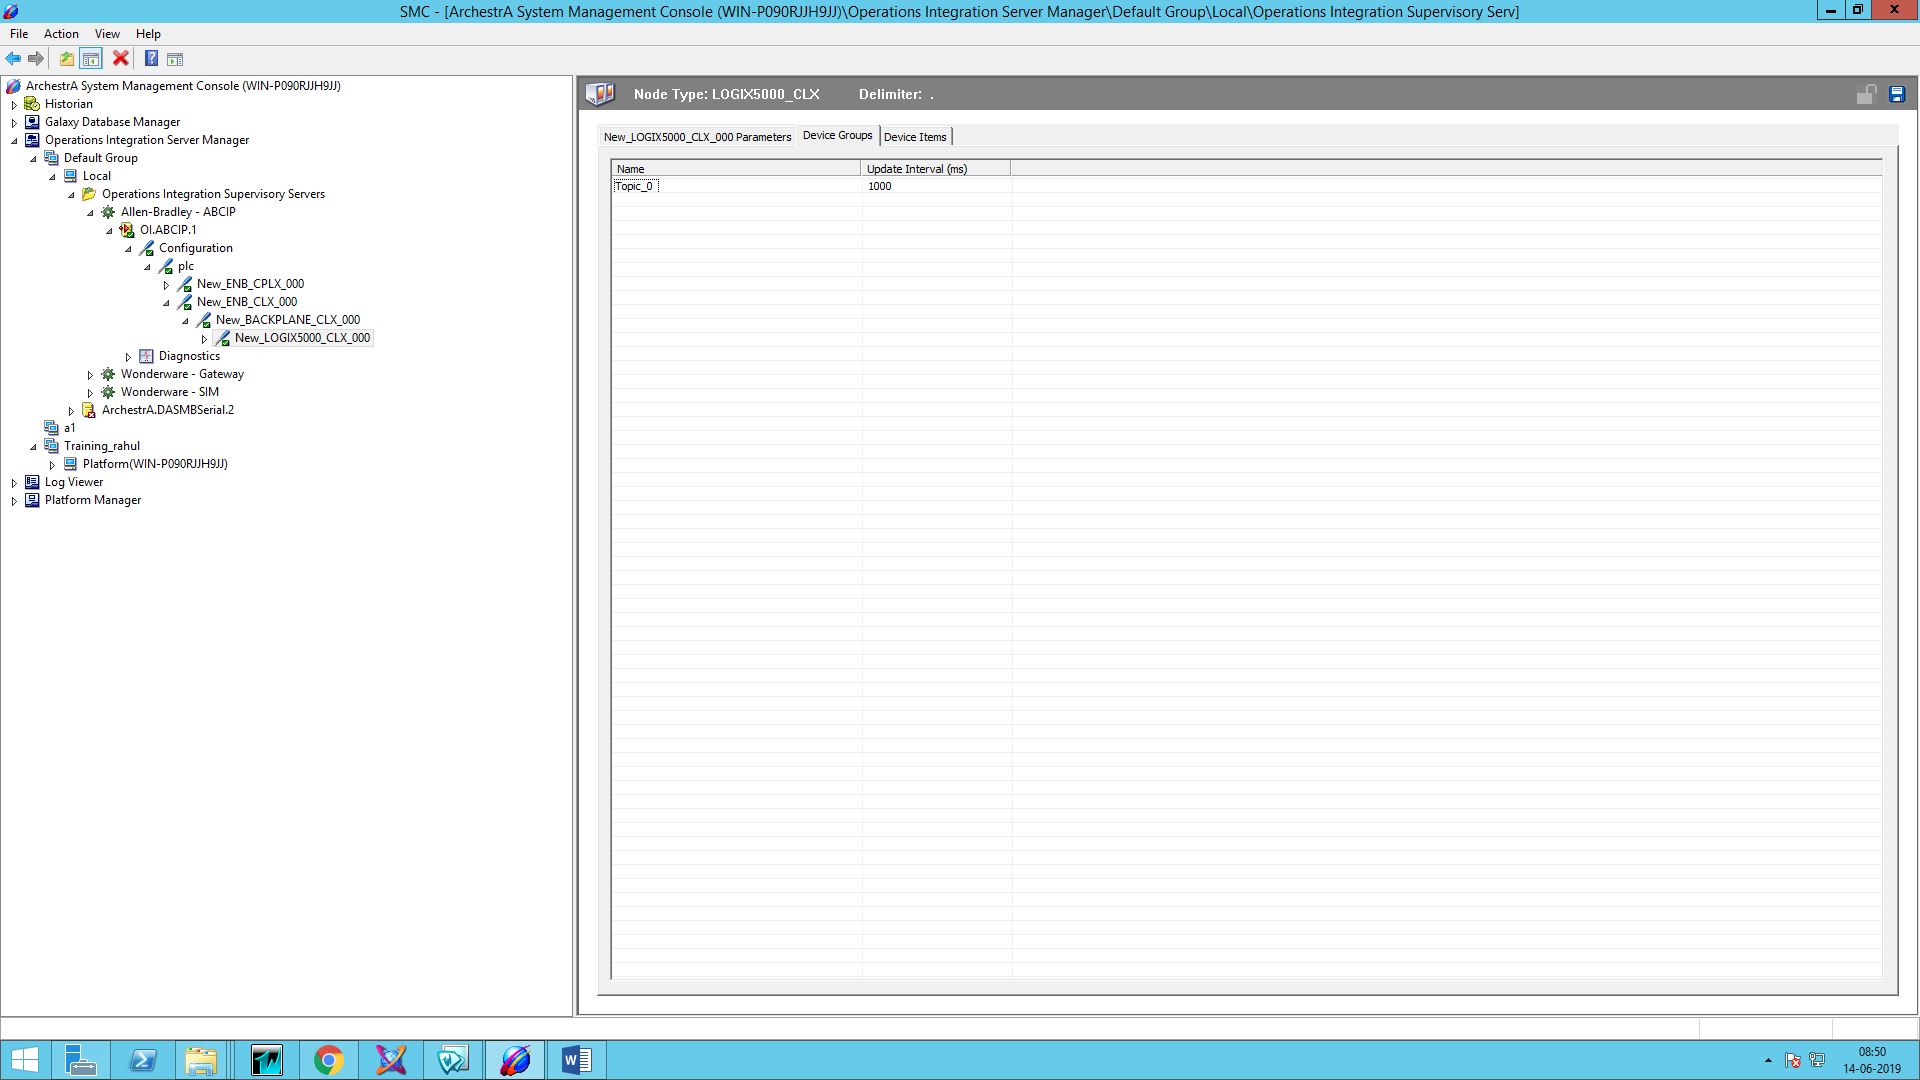 SMC - [ArchestrA System Management Console (WIN-P090RJJH9JJ)\Operations Integration Server Manager\Default Group\Local\Operations Integration Supervisory Serv]
File Action View Help
ArchestrA System Management Console (WIN-P090RJJH9JJ)
Historian
Galaxy Database Manager
Operations Integration Server Manager
Default Group
Local
Operations Integration Supervisory Servers
Allen-Bradley - ABCIP
OI.ABCIP.1
Configuration
plc
New_ENB_CPLX_000
New_ENB_CLX_000
New_BACKPLANE_CLX_000
New_LOGIX5000_CLX_000
Diagnostics
Wonderware - Gateway
Wonderware - SIM
ArchestrA.DASMBSerial.2
a1
Training_rahul
Platform(WIN-P090RJJH9JJ)
Log Viewer
Platform Manager
Node Type: LOGIX5000_CLX Delimiter: .
New_LOGIX5000_CLX_000 Parameters Device Groups Device Items
Name Update Interval (ms)
Topic_0 1000
08:50
14-06-2019